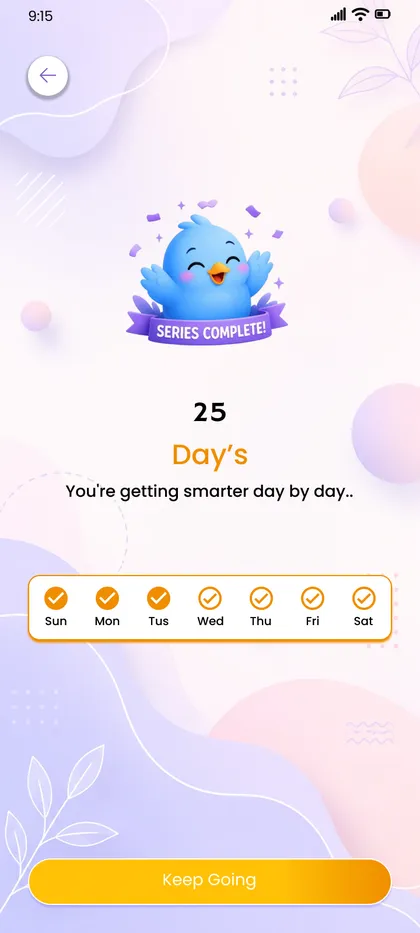 9:15
SERIES COMPLETE!
25
Day’s
You're getting smarter day by day..
Sun Mon Tus Wed Thu Fri Sat
Keep Going